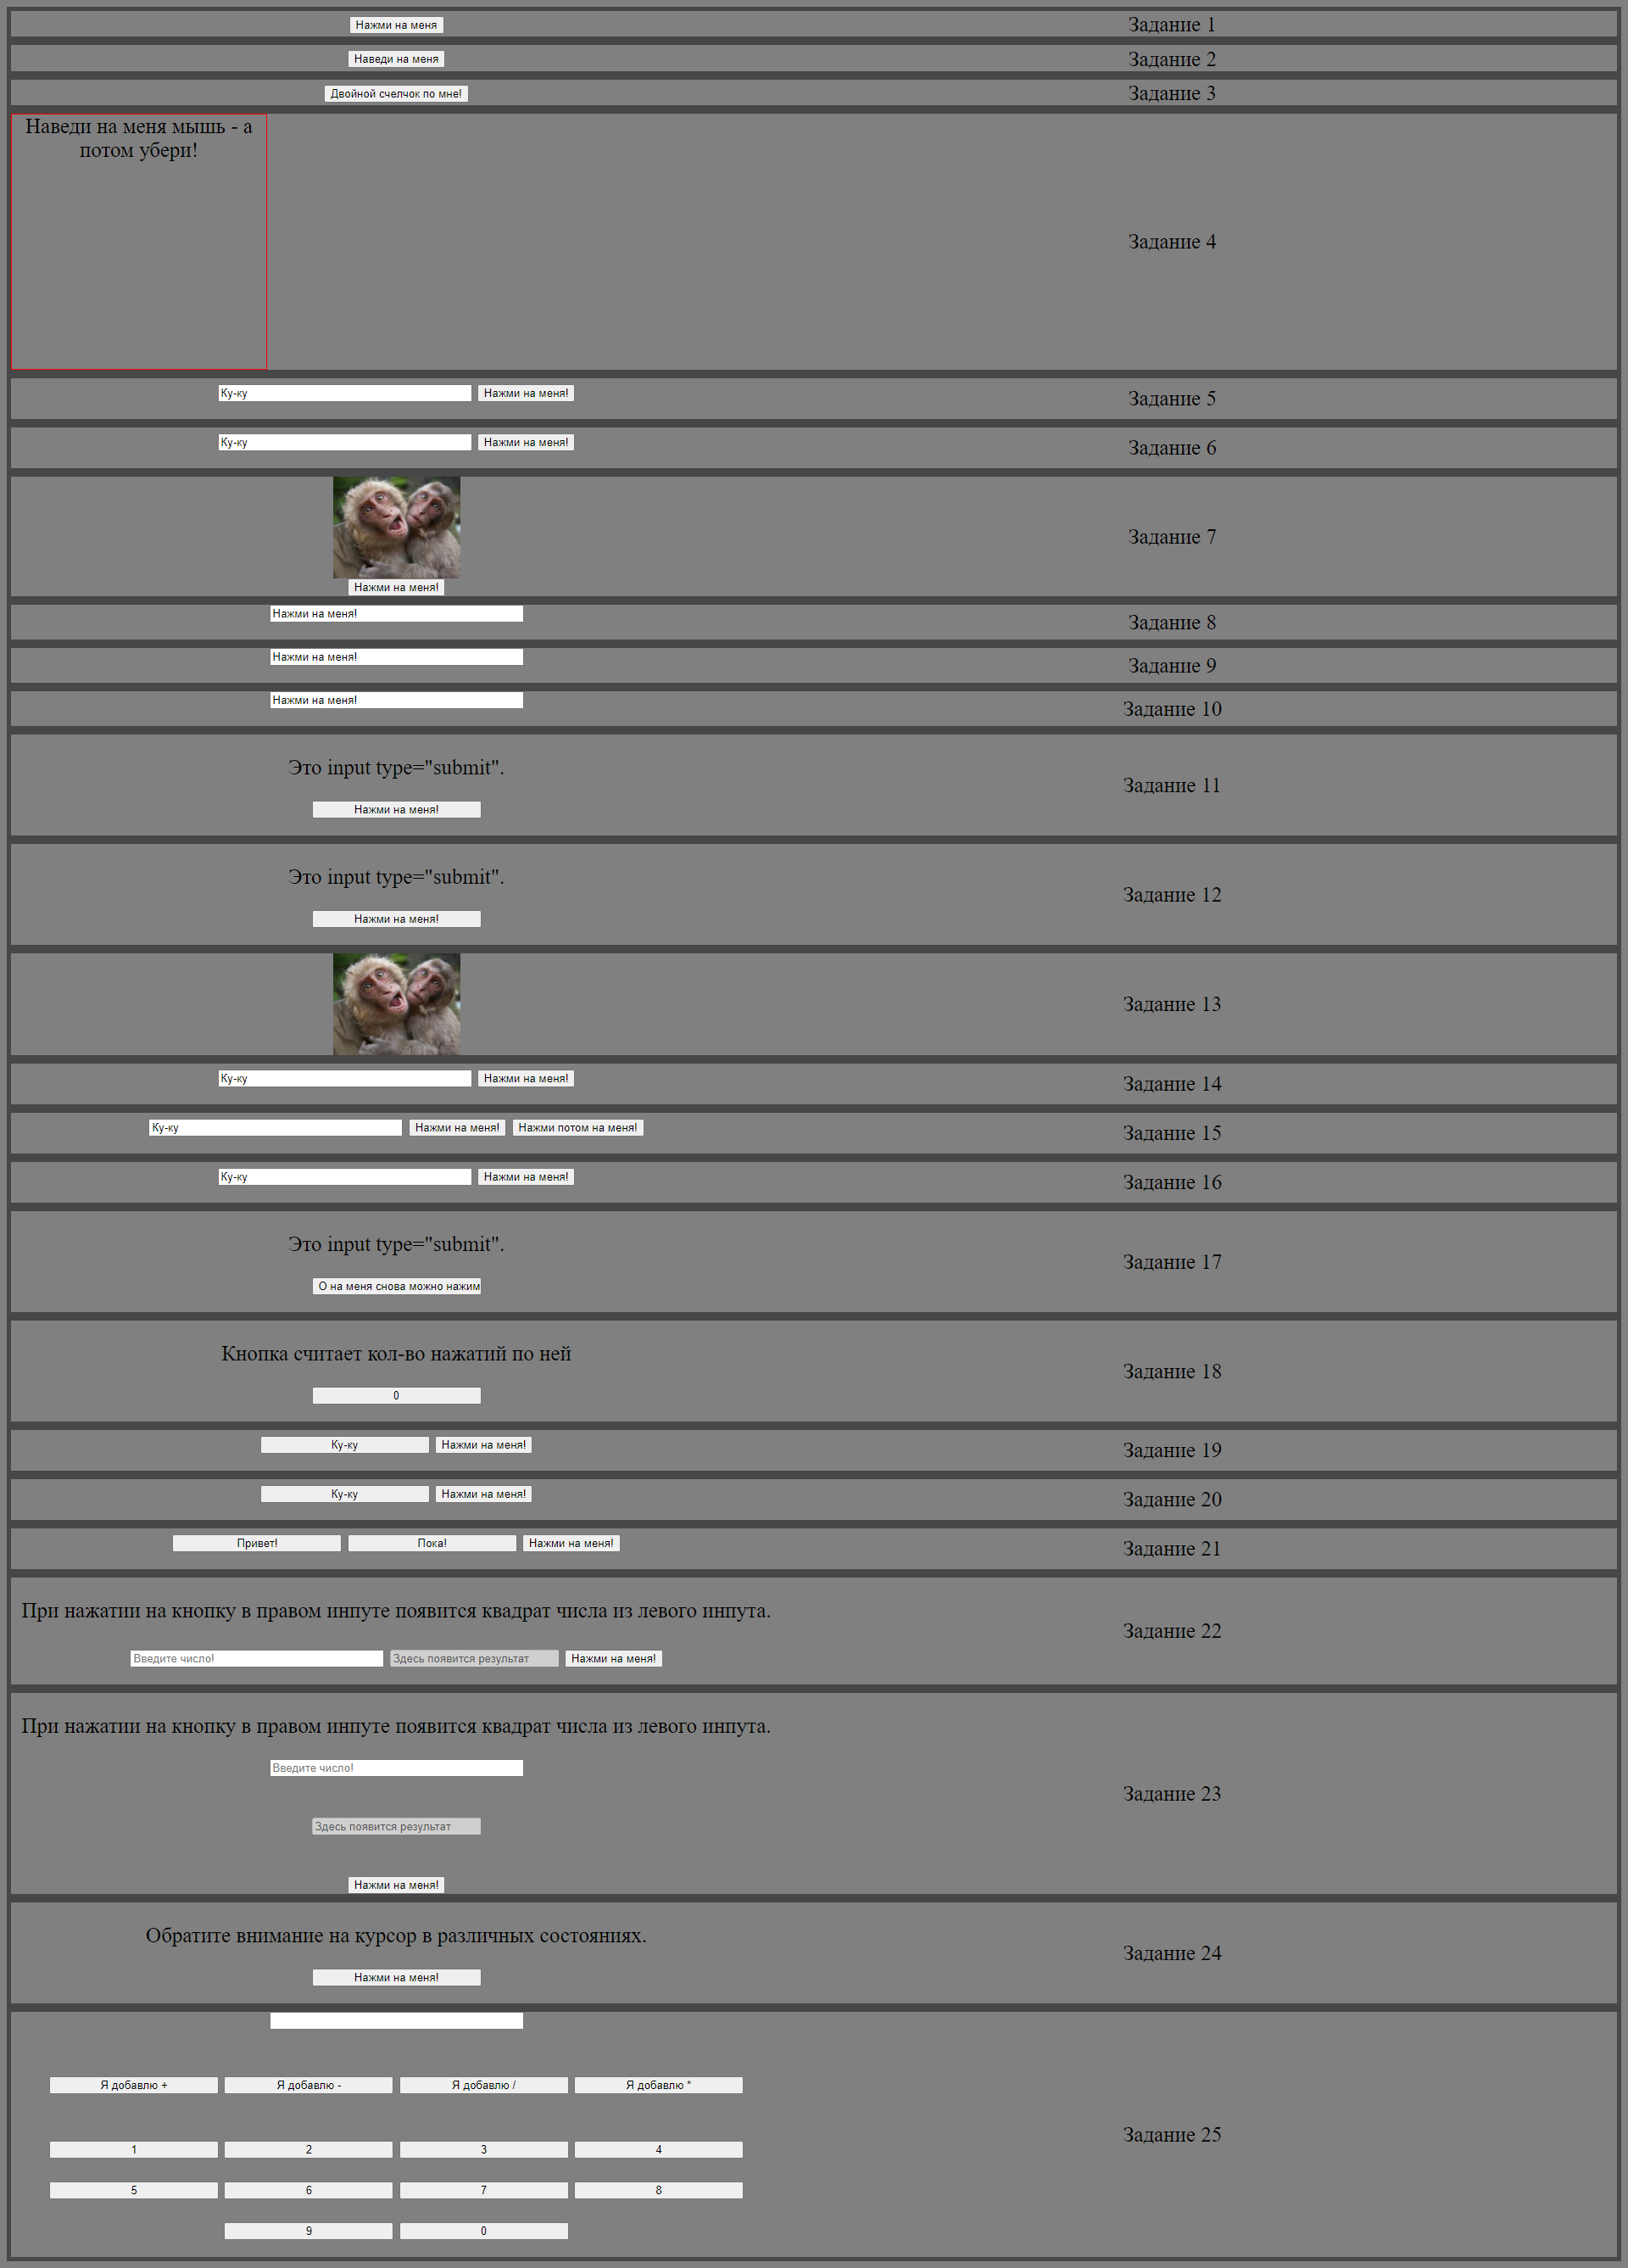 Нажми на меня
Задание 1
Наведи на меня
Задание 2
Двойной счелчок по мне!
Задание 3
Наведи на меня мышь - а
потом убери!
Задание 4
Ку-ку Нажми на меня!
Задание 5
Ку-ку Нажми на меня!
Задание 6
Задание 7
Нажми на меня!
Нажми на меня!
Задание 8
Нажми на меня!
Задание 9
Нажми на меня!
Задание 10
Это input type="submit".
Задание 11
Нажми на меня!
Это input type="submit".
Задание 12
Нажми на меня!
Задание 13
Ку-ку Нажми на меня!
Задание 14
Ку-ку Нажми на меня! Нажми потом на меня!
Задание 15
Ку-ку Нажми на меня!
Задание 16
Это input type="submit".
Задание 17
О на меня снова можно нажим
Кнопка считает кол-во нажатий по ней
Задание 18
0
Ку-ку Нажми на меня!
Задание 19
Ку-ку Нажми на меня!
Задание 20
Привет! Пока! Нажми на меня!
Задание 21
При нажатии на кнопку в правом инпуте появится квадрат числа из левого инпута.
Задание 22
Введите число! Здесь появится результат Нажми на меня!
При нажатии на кнопку в правом инпуте появится квадрат числа из левого инпута.
Введите число!
Задание 23
Здесь появится результат
Нажми на меня!
Обратите внимание на курсор в различных состояниях.
Задание 24
Нажми на меня!
Я добавлю + Я добавлю - Я добавлю / Я добавлю *
Задание 25
1 2 3 4
5 6 7 8
9 0